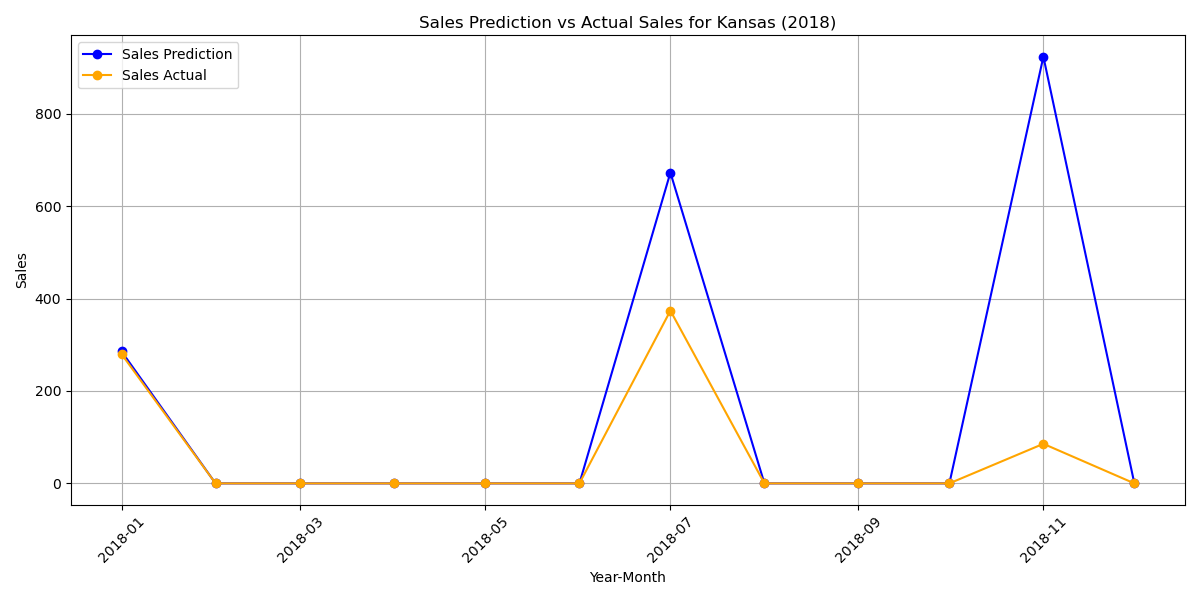 Sales Prediction vs Actual Sales for Kansas (2018)
Sales Prediction
Sales Actual
800
600
400
200
0
Sales
2018-01
2018-03
2018-05
2018-07
2018-09
2018-11
Year-Month